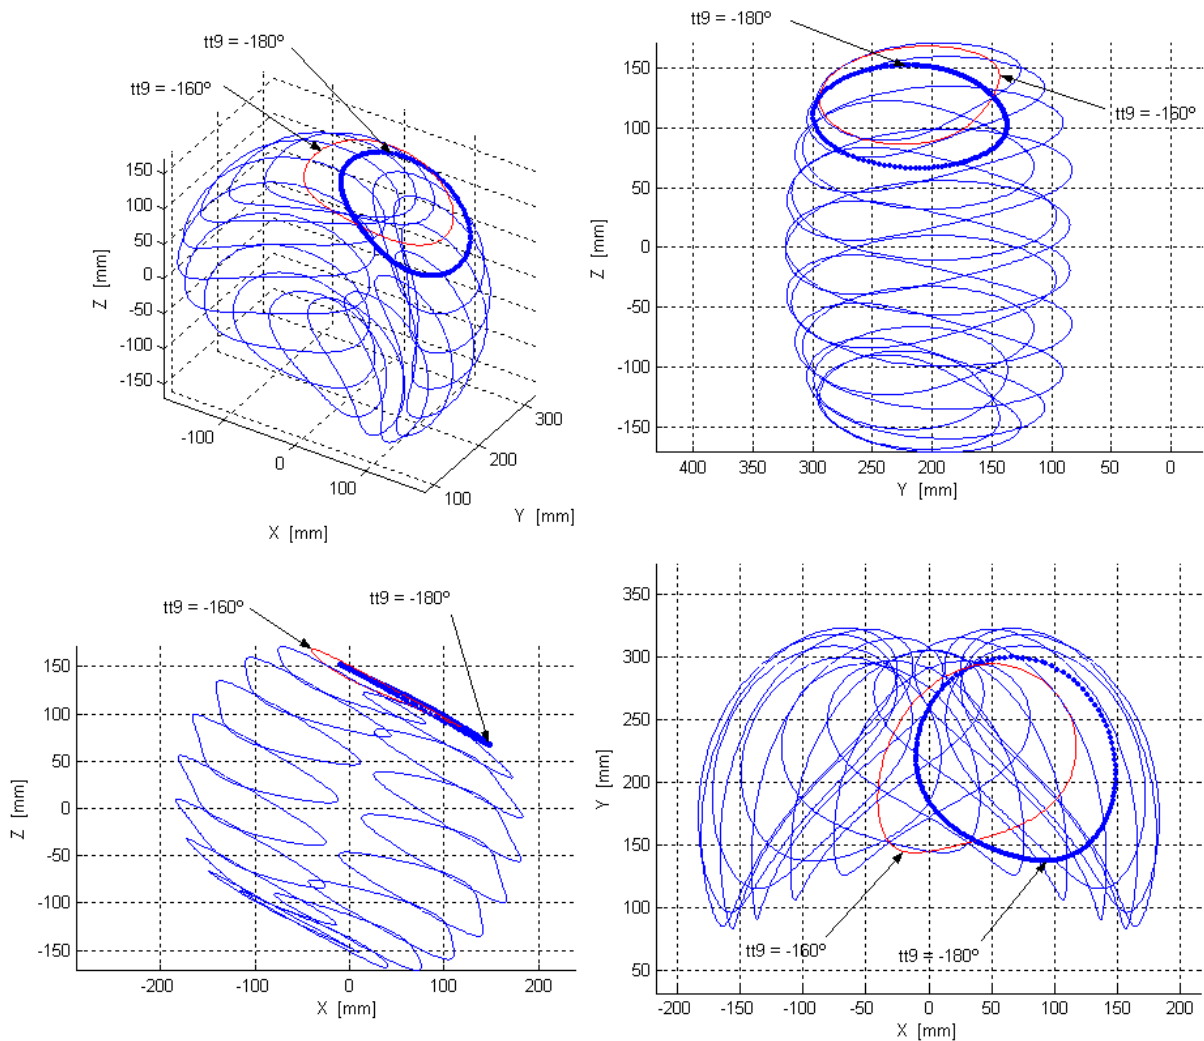 tt9 = -180º
tt9 = -160º
150
100
50
0
-50
-100
-150
Z [mm]
-100
0
100
X [mm]
100
200
300
Y [mm]
tt9 = -180º
tt9 = -160º
150
100
50
0
-50
-100
-150
Z [mm]
400 350 300 250 200 150 100 50 0
Y [mm]
tt9 = -160º
tt9 = -180º
150
100
50
0
-50
-100
-150
Z [mm]
-200 -100 0 100 200
X [mm]
350
300
250
200
150
100
50
Y [mm]
tt9 = -160º
tt9 = -180º
-200 -150 -100 -50 0 50 100 150 200
X [mm]